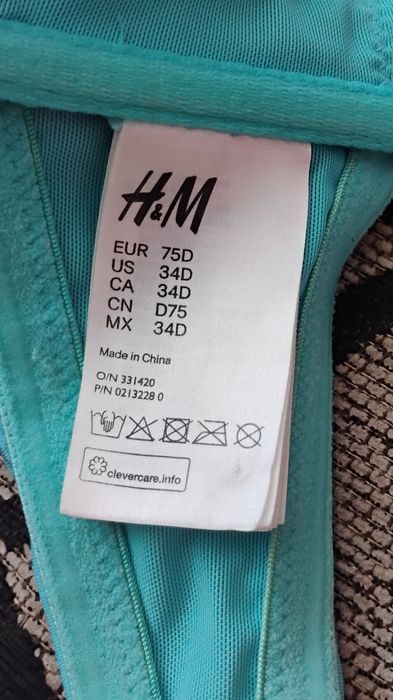 H&M
EUR 75D
US 34D
CA 34D
CN D75
MX 34D
Made in China
O/N 331420
P/N 0213228 0
clevercare.info